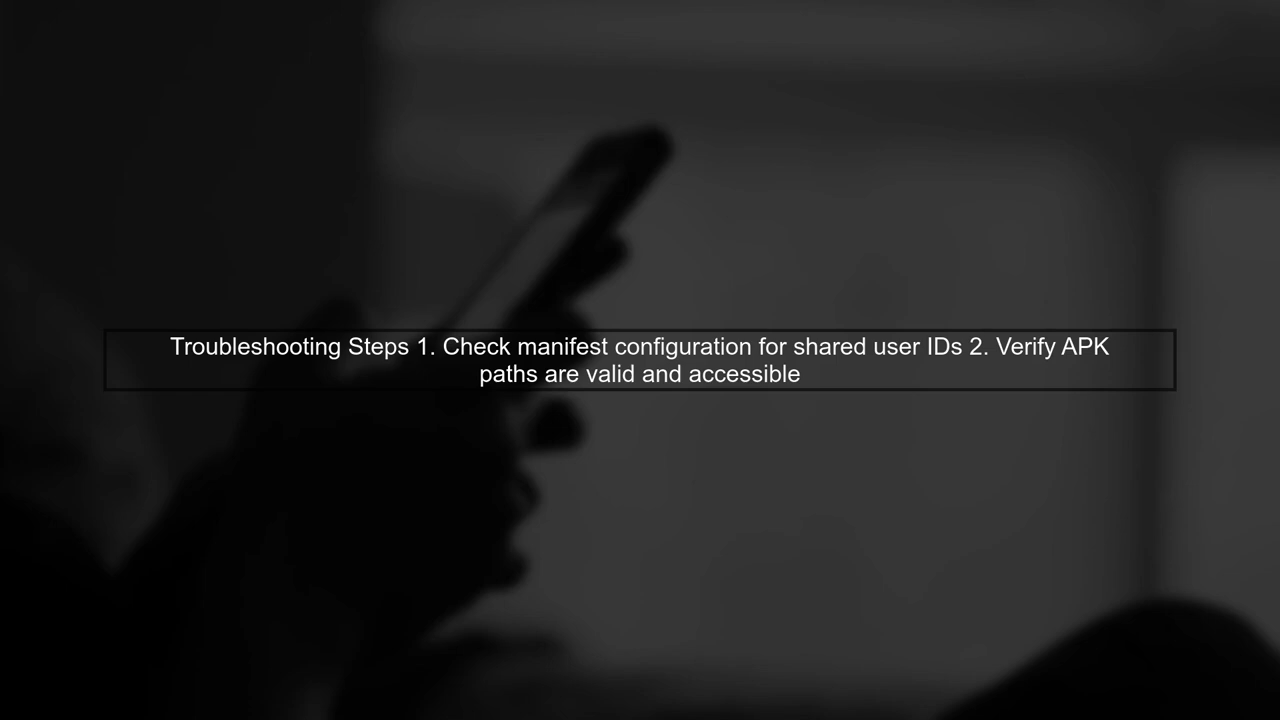 Troubleshooting Steps 1. Check manifest configuration for shared user IDs 2. Verify APK
paths are valid and accessible